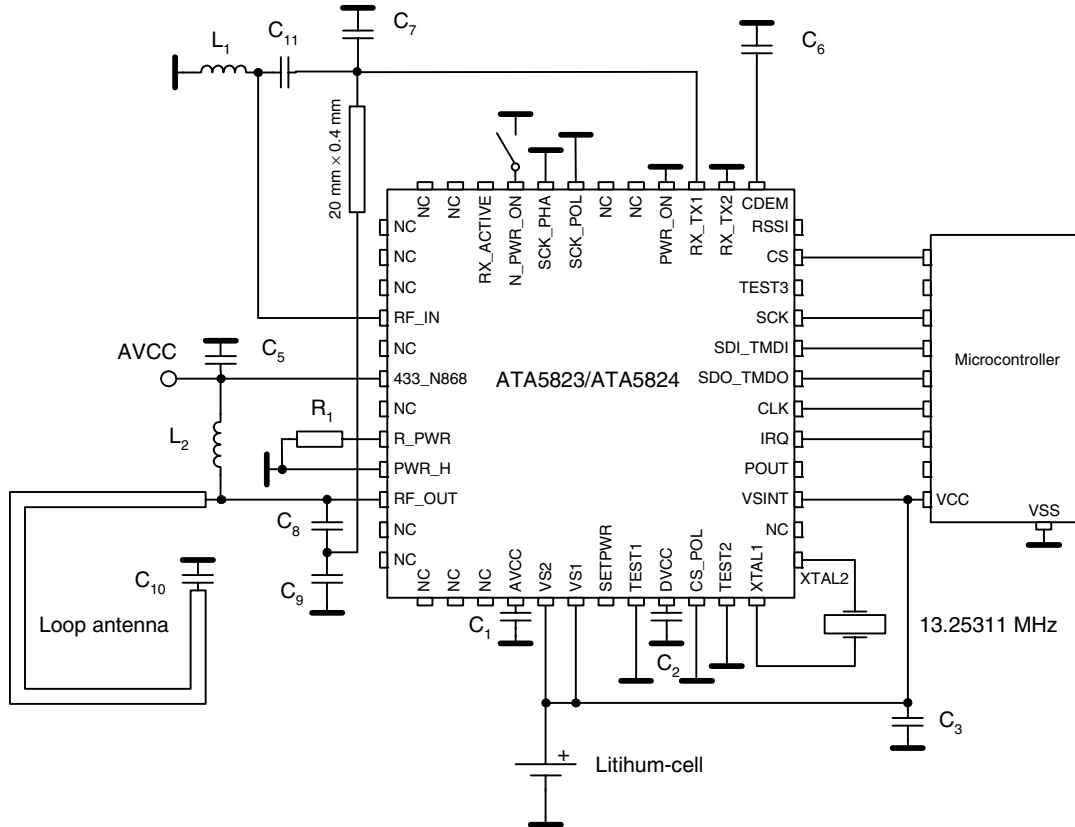 C7
C11
L1
C6
20 mm × 0.4 mm
NC
NC
RX_ACTIVE
N_PWR_ON
SCK_PHA
SCK_POL
NC
NC
PWR_ON
RX_TX1
RX_TX2
CDEM
NC
NC
NC
RF_IN
NC
433_N868
NC
R_PWR
PWR_H
RF_OUT
NC
NC
RSSI
CS
TEST3
SCK
SDI_TMDI
SDO_TMDO
CLK
IRQ
POUT
VSINT
NC
XTAL2
ATA5823/ATA5824
Microcontroller
VCC
VSS
AVCC
C5
L2
R1
C8
C9
C10
Loop antenna
NC
NC
NC
AVCC
VS2
VS1
SETPWR
TEST1
DVCC
CS_POL
TEST2
XTAL1
C1
C2
13.25311 MHz
C3
+
Litihum-cell